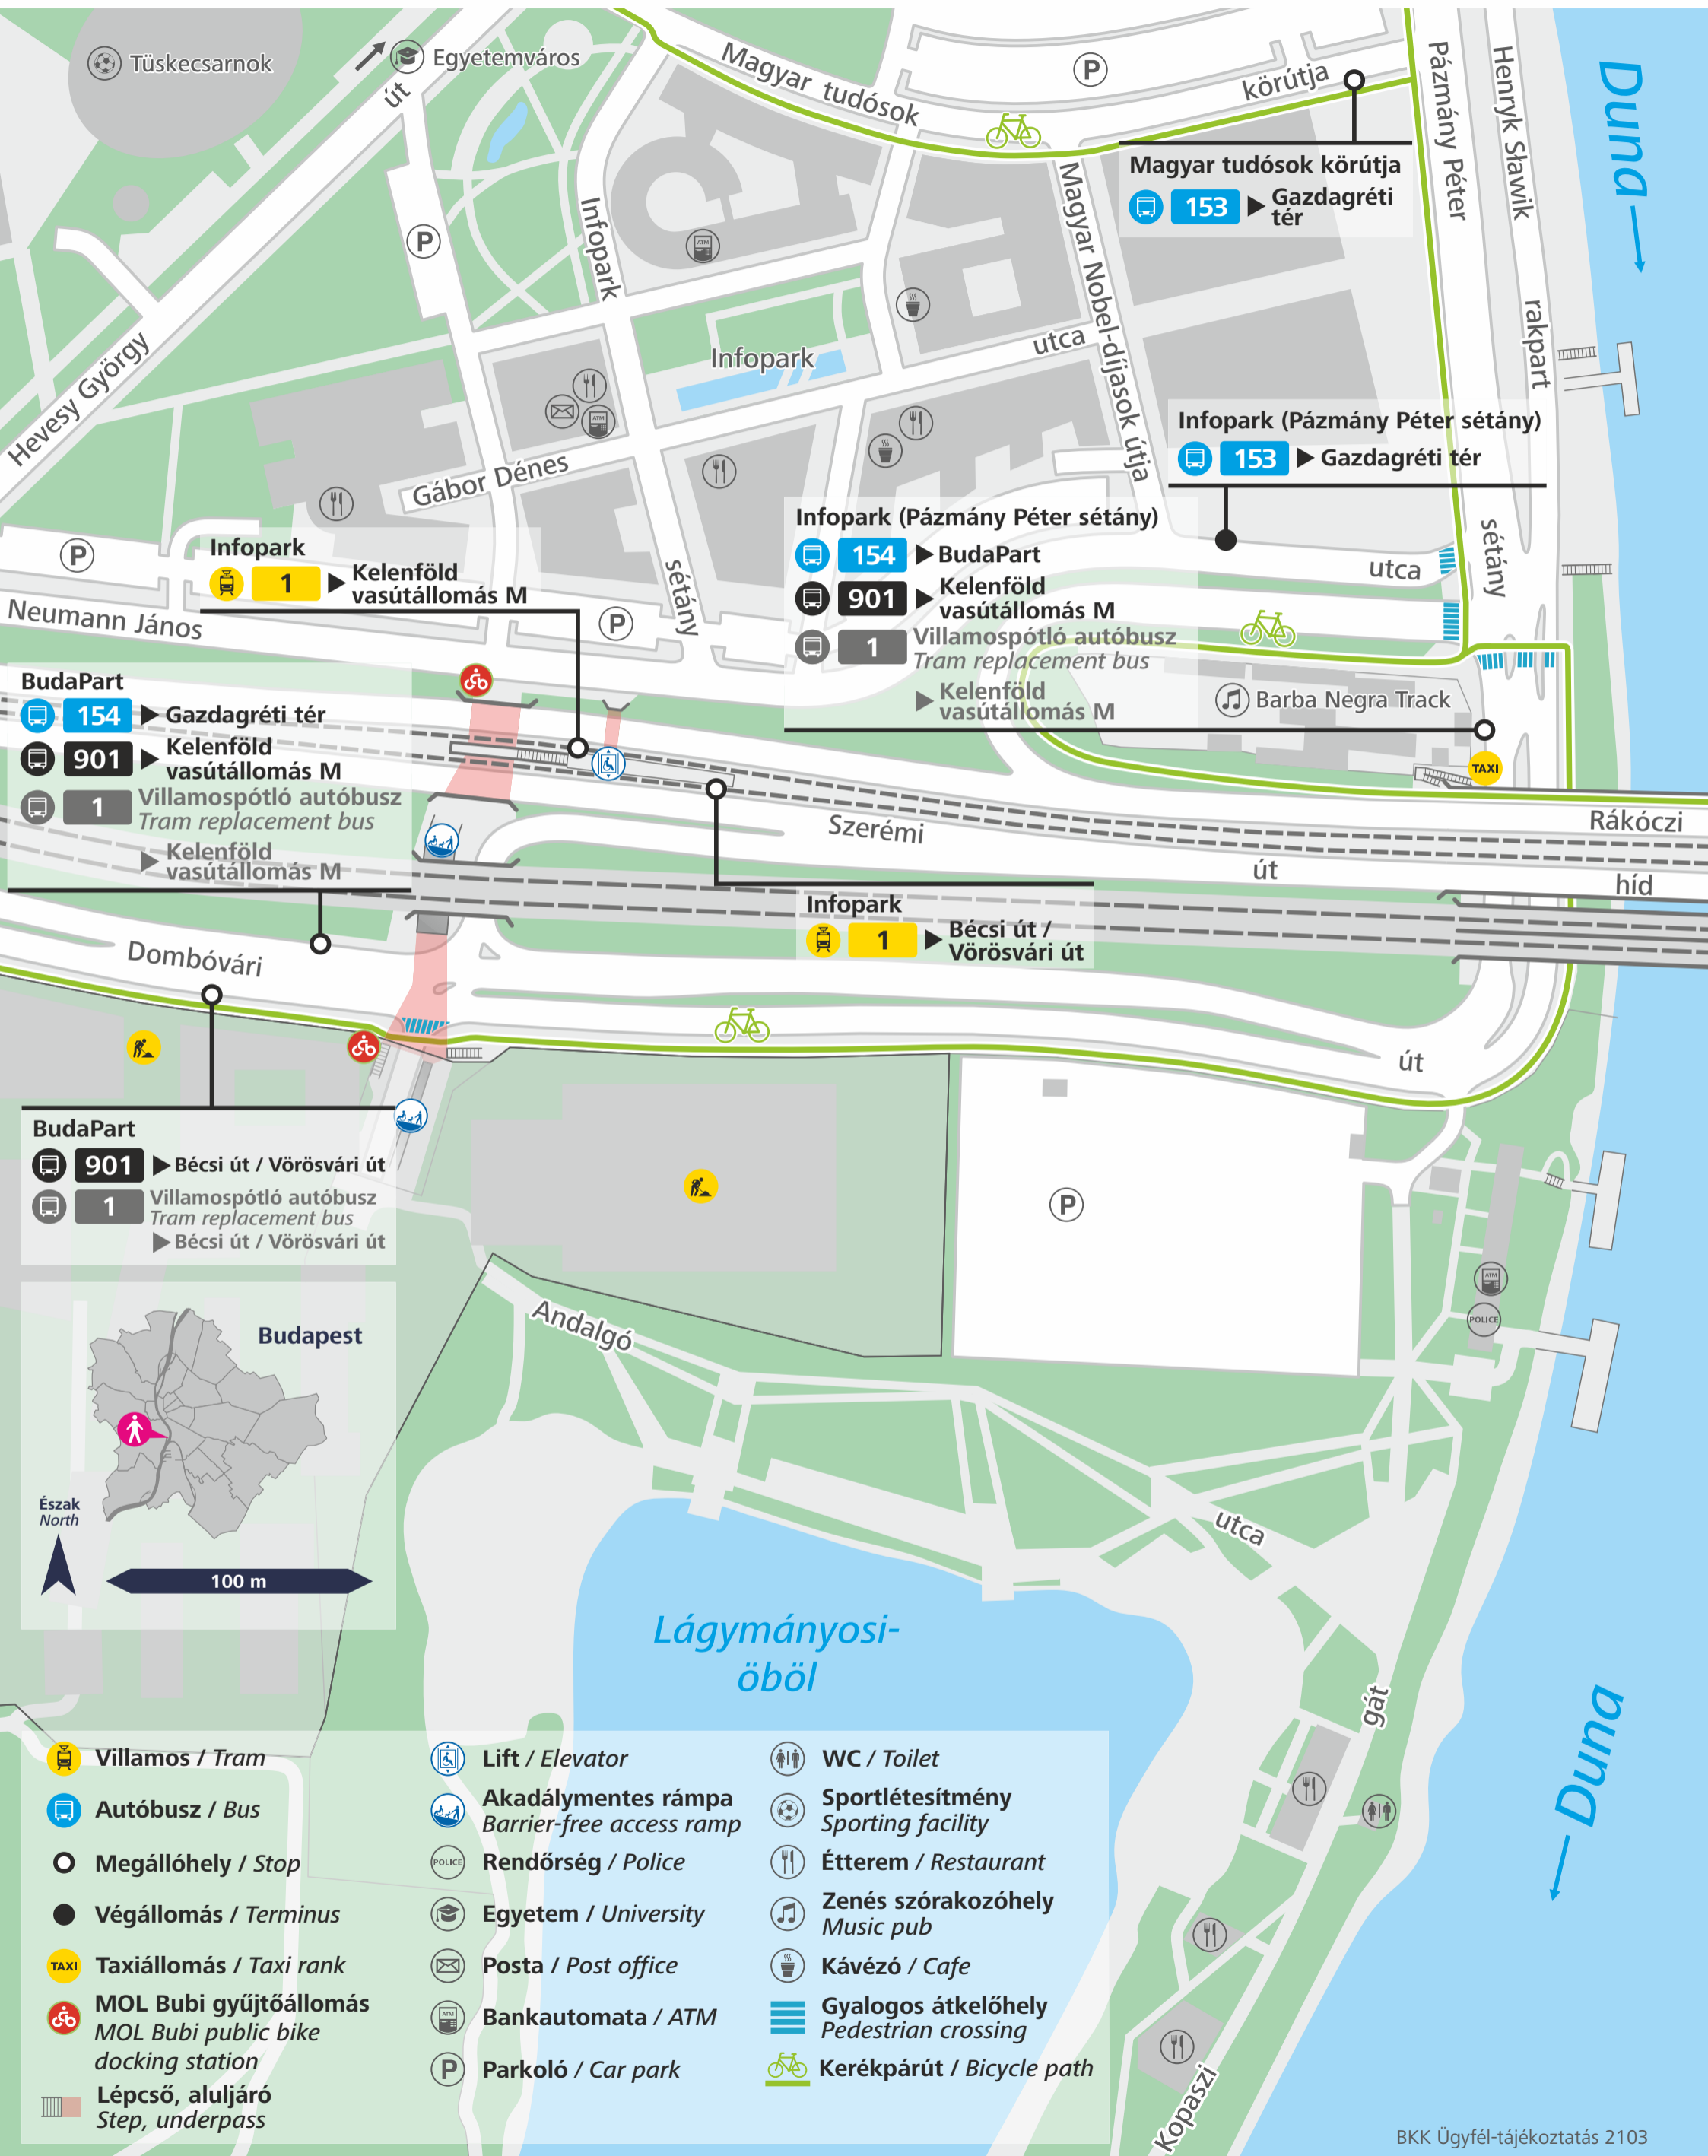 Tüskecsarnok
Egyetemváros
út
Magyar tudósok
körútja
P
Pázmány Péter
Henryk Sławik
Duna
Magyar tudósok körútja
153 Gazdagréti
tér
P
Infopark
ATM
Magyar Nobel-díjasok útja
rakpart
Hevesy György
Infopark
utca
ATM
Gábor Dénes
Infopark (Pázmány Péter sétány)
153 Gazdagréti tér
Infopark (Pázmány Péter sétány)
154 BudaPart
901 Kelenföld
vasútállomás M
1 Villamospótló autóbusz
Tram replacement bus
Kelenföld
vasútállomás M
sétány
utca
P
Infopark
1 Kelenföld
vasútállomás M
sétány
Neumann János
P
Barba Negra Track
TAXI
BudaPart
154 Gazdagréti tér
901 Kelenföld
vasútállomás M
1 Villamospótló autóbusz
Tram replacement bus
Kelenföld
vasútállomás M
Szerémi
út
Rákóczi
híd
Infopark
1 Bécsi út /
Vörösvári út
Dombóvári
út
BudaPart
901 Bécsi út / Vörösvári út
1 Villamospótló autóbusz
Tram replacement bus
Bécsi út / Vörösvári út
P
ATM
POLICE
Andalgó
utca
Budapest
Észak
North
100 m
Lágymányosi-
öböl
gát
Duna
Kopaszi
Villamos / Tram
Autóbusz / Bus
Megállóhely / Stop
Végállomás / Terminus
TAXI Taxiállomás / Taxi rank
MOL Bubi gyűjtőállomás
MOL Bubi public bike
docking station
Lépcső, aluljáró
Step, underpass
Lift / Elevator
Akadálymentes rámpa
Barrier-free access ramp
POLICE Rendőrség / Police
Egyetem / University
Posta / Post office
ATM Bankautomata / ATM
P Parkoló / Car park
WC / Toilet
Sportlétesítmény
Sporting facility
Étterem / Restaurant
Zenés szórakozóhely
Music pub
Kávézó / Cafe
Gyalogos átkelőhely
Pedestrian crossing
Kerékpárút / Bicycle path
BKK Ügyfél-tájékoztatás 2103